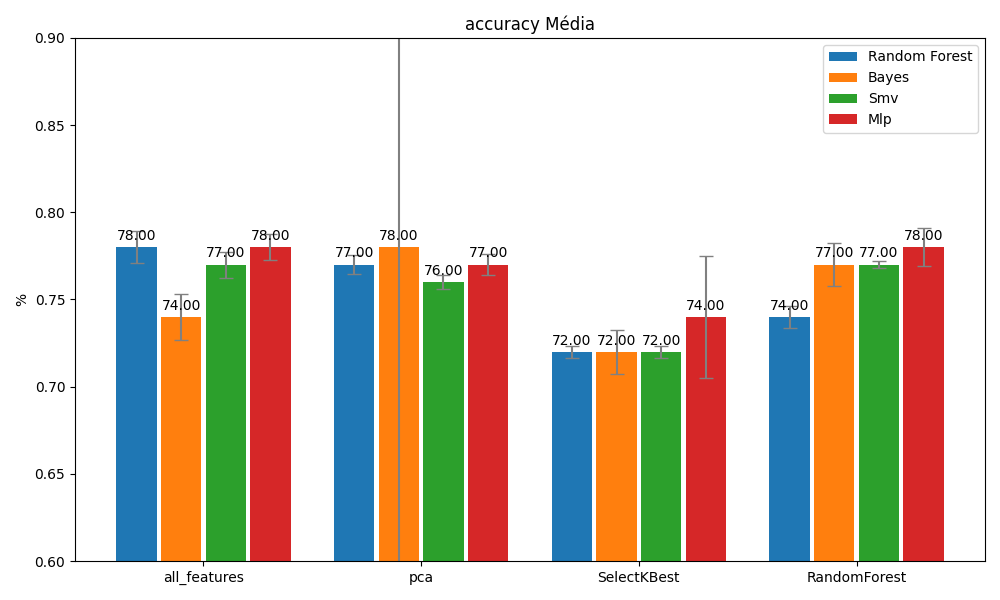 accuracy Média
0.90
0.85
0.80
0.75
0.70
0.65
0.60
%
Random Forest
Bayes
Smv
Mlp
78.00
74.00
77.00
78.00
77.00
78.00
76.00
77.00
72.00
72.00
72.00
74.00
74.00
77.00
77.00
78.00
all_features
pca
SelectKBest
RandomForest